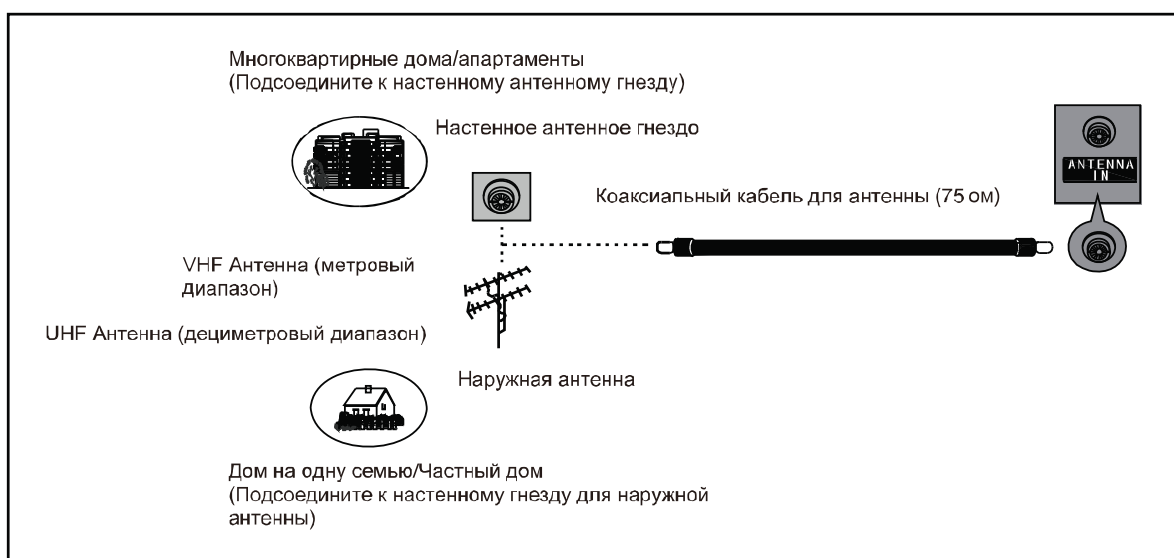 Многоквартирные дома/апартаменты
(Подсоедините к настенному антенному гнезду)
Настенное антенное гнездо
ANTENNA
IN
Коаксиальный кабель для антенны (75 ом)
VHF Антенна (метровый
диапазон)
UHF Антенна (дециметровый диапазон)
Наружная антенна
Дом на одну семью/Частный дом
(Подсоедините к настенному гнезду для наружной
антенны)